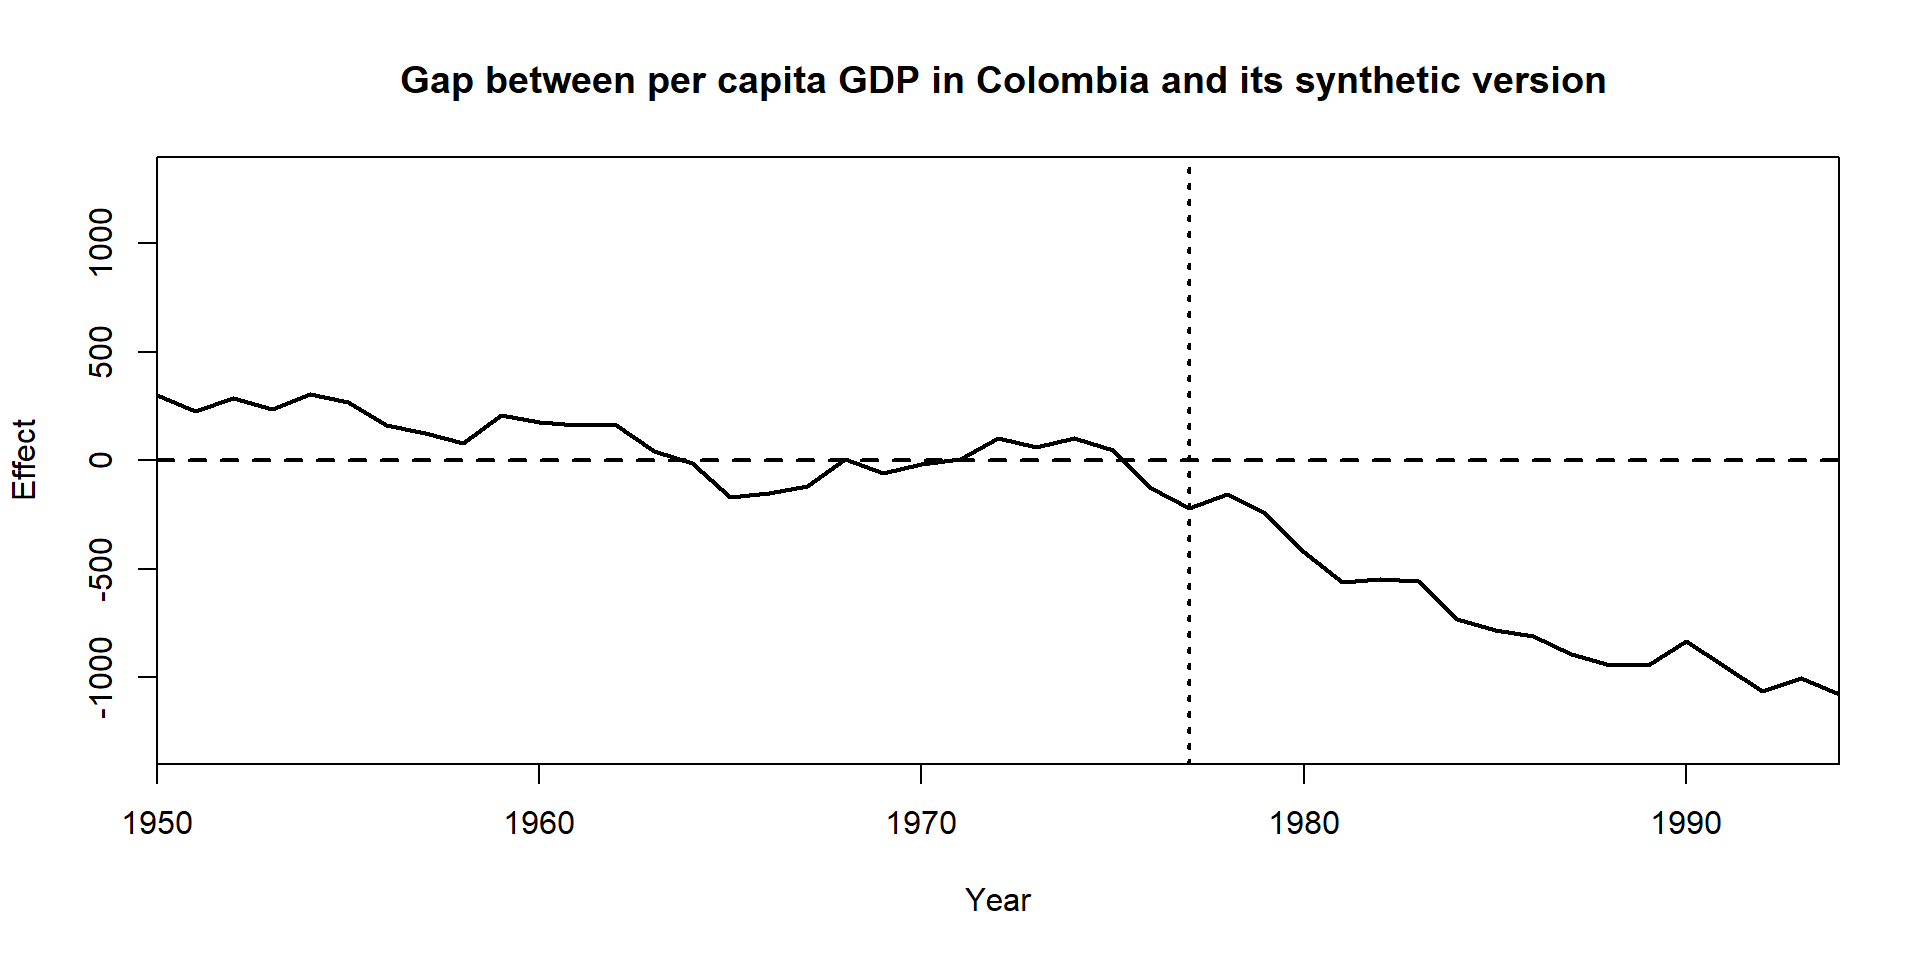 Gap between per capita GDP in Colombia and its synthetic version
Effect
1000
500
0
-500
-1000
1950 1960 1970 1980 1990
Year